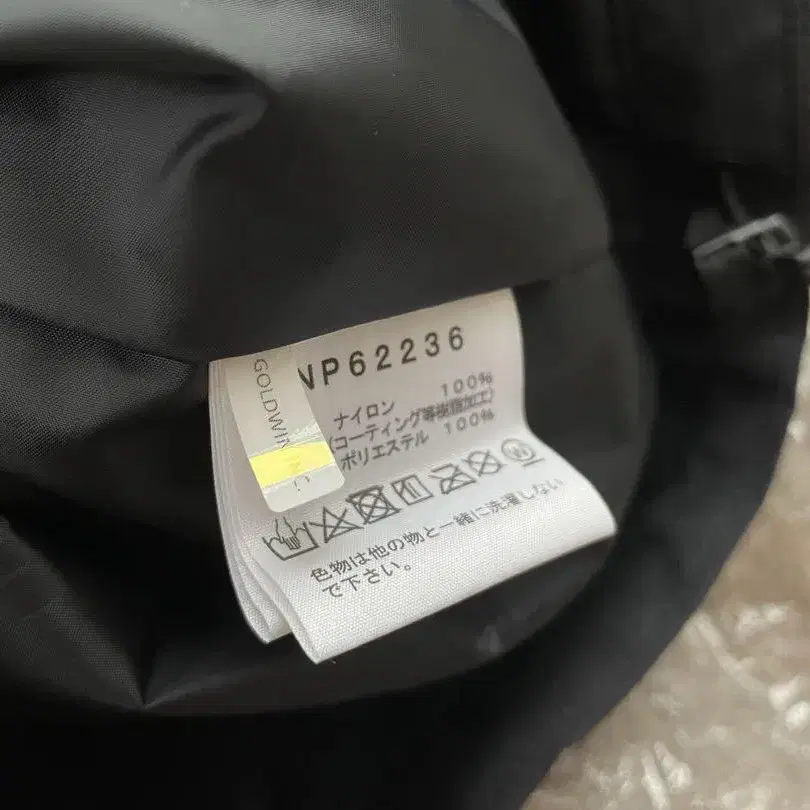 NP62236
GOLDWIN INC.
ナイロン 100%
(コーティング等樹脂加工)
ポリエステル 100%
色物は他の物と一緒に洗濯しない
で下さい。